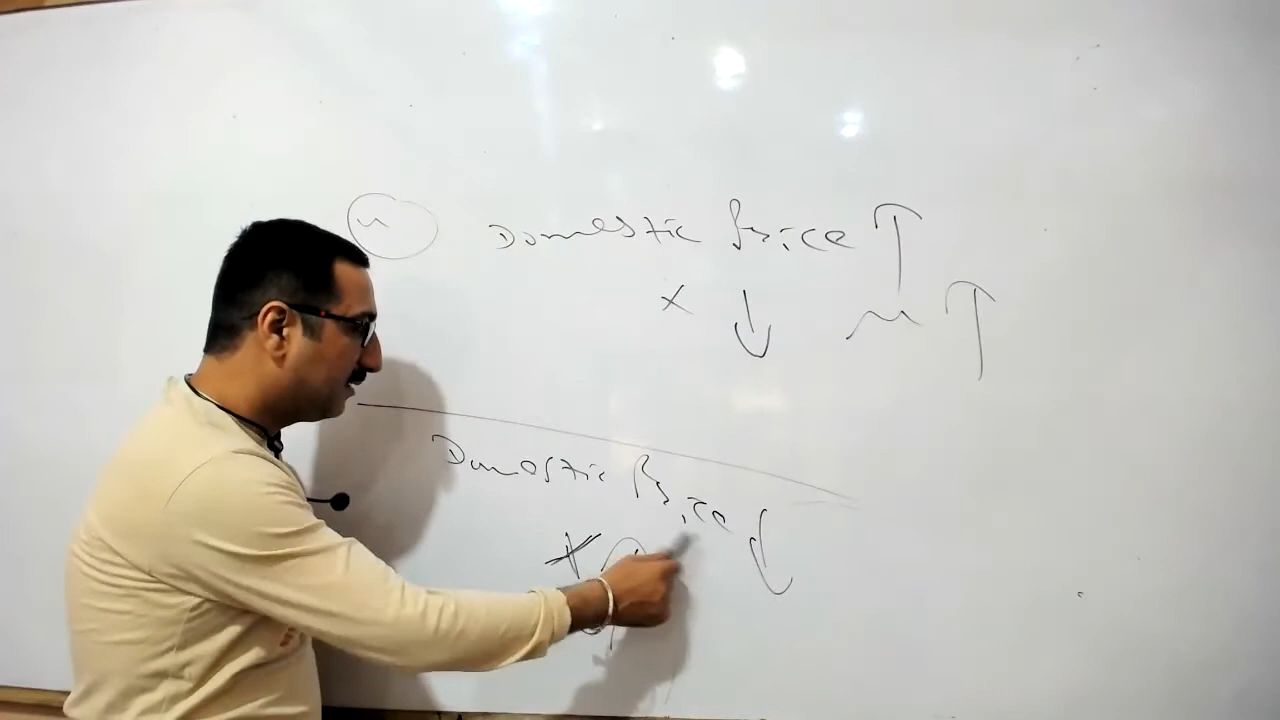 Domestic Price ↑
X ↓ M ↑
Domestic Price ↓
X